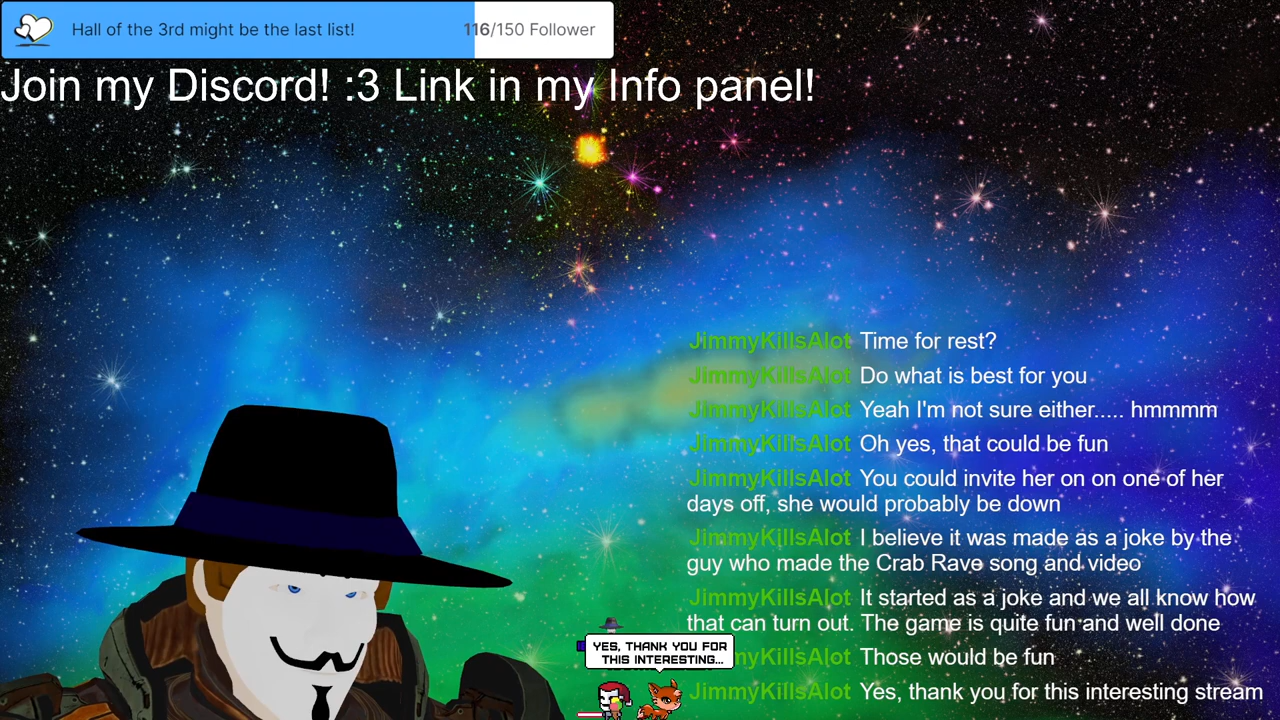 Hall of the 3rd might be the last list! 116/150 Follower
Join my Discord! :3 Link in my Info panel!
JimmyKillsAlot Time for rest?
JimmyKillsAlot Do what is best for you
JimmyKillsAlot Yeah I'm not sure either..... hmmmm
JimmyKillsAlot Oh yes, that could be fun
JimmyKillsAlot You could invite her on on one of her
days off, she would probably be down
JimmyKillsAlot I believe it was made as a joke by the
guy who made the Crab Rave song and video
JimmyKillsAlot It started as a joke and we all know how
that can turn out. The game is quite fun and well done
nyKillsAlot Those would be fun
JimmyKillsAlot Yes, thank you for this interesting stream
YES, THANK YOU FOR
THIS INTERESTING...